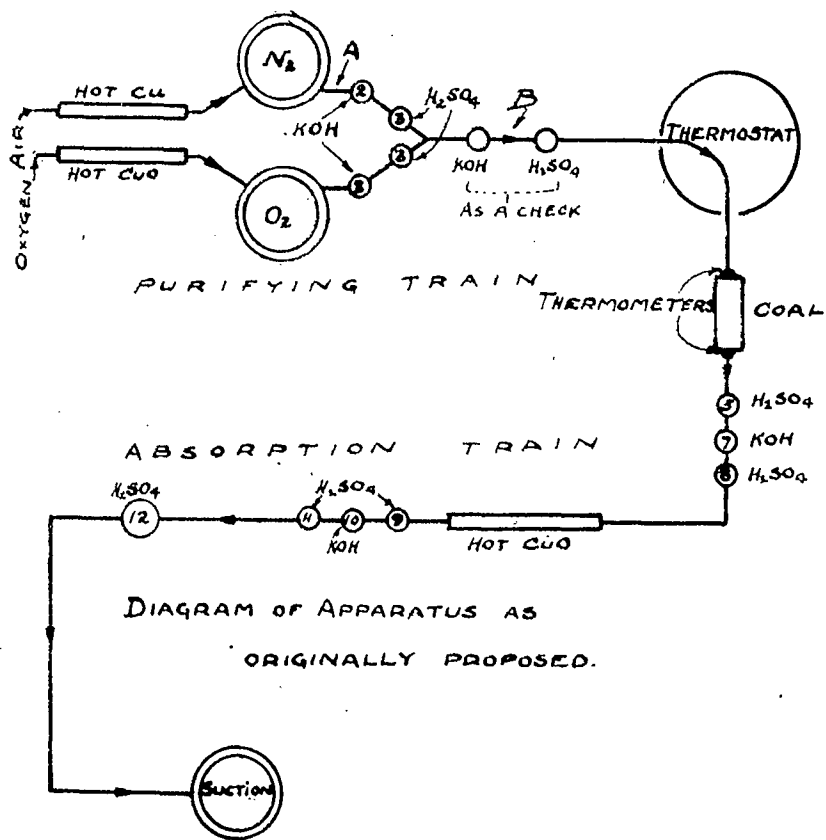 HOT CU
N2
A
2
3
H2SO4
AIR
OXYGEN
KOH
HOT CuO
2
3
O2
B
KOH
H2SO4
AS A CHECK
THERMOSTAT
PURIFYING TRAIN
THERMOMETERS
COAL
5
H2SO4
7
KOH
8
H2SO4
ABSORPTION TRAIN
H2SO4
12
H2SO4
11
10
9
KOH
HOT CUO
DIAGRAM OF APPARATUS AS
ORIGINALLY PROPOSED.
SUCTION